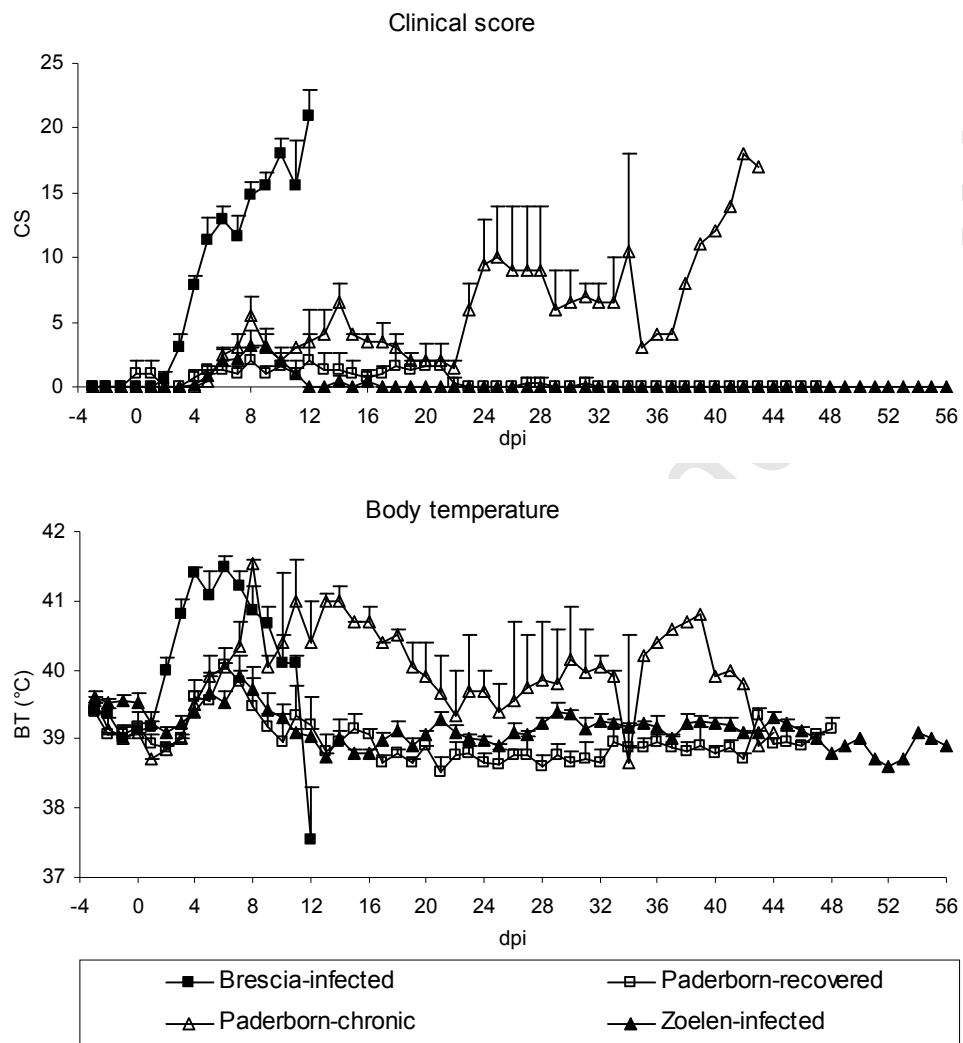 Clinical score
25
20
15
10
5
0
CS
-4 0 4 8 12 16 20 24 28 32 36 40 44 48 52 56
dpi
Body temperature
42
41
40
39
38
37
BT (°C)
-4 0 4 8 12 16 20 24 28 32 36 40 44 48 52 56
dpi
Brescia-infected
Paderborn-recovered
Paderborn-chronic
Zoelen-infected